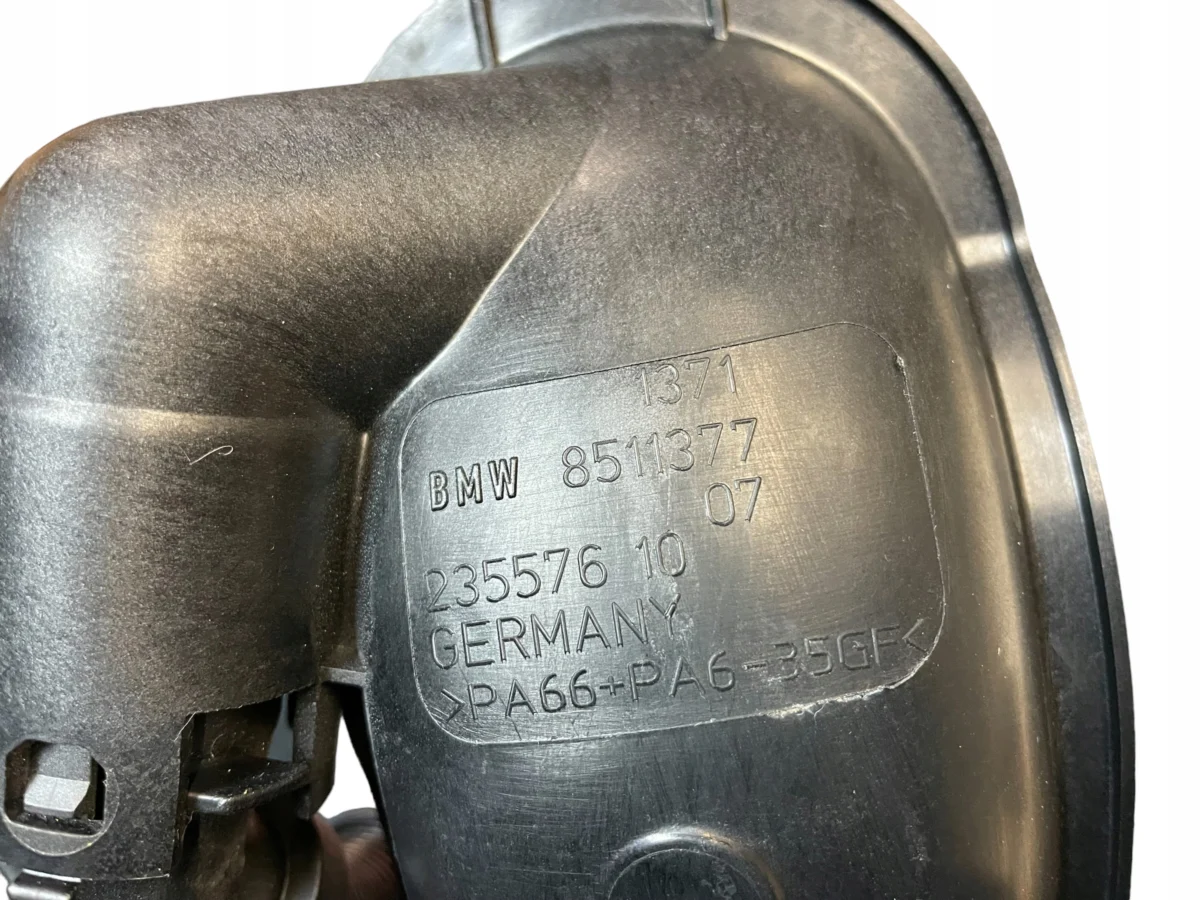 1371
BMW 8511377
07
235576 10
GERMANY
>PA66+PA6-35GF<